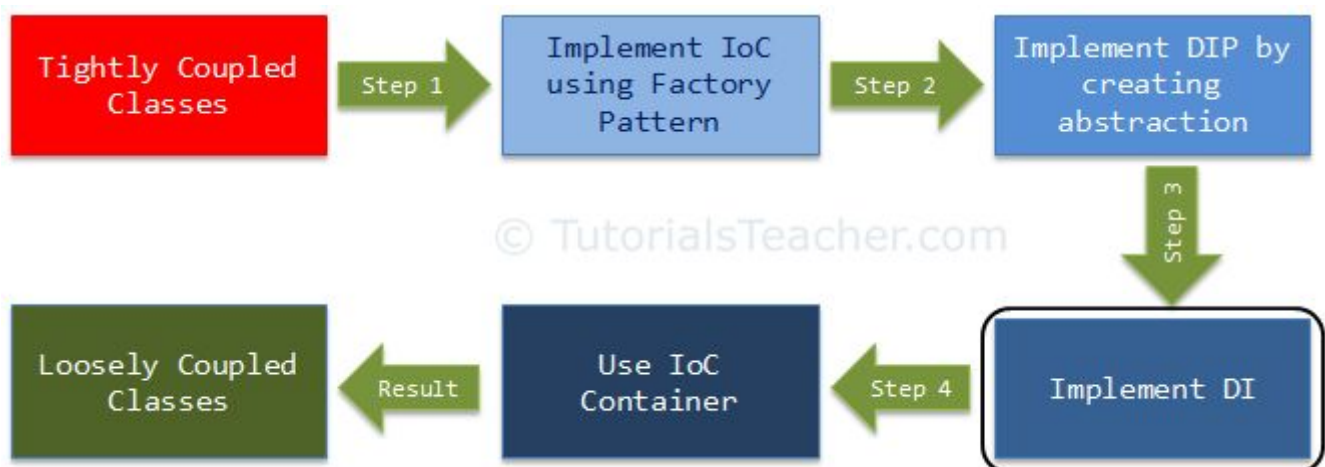 Tightly Coupled
Classes
Step 1
Implement IoC
using Factory
Pattern
Step 2
Implement DIP by
creating
abstraction
Step 3
© TutorialsTeacher.com
Implement DI
Step 4
Use IoC
Container
Result
Loosely Coupled
Classes